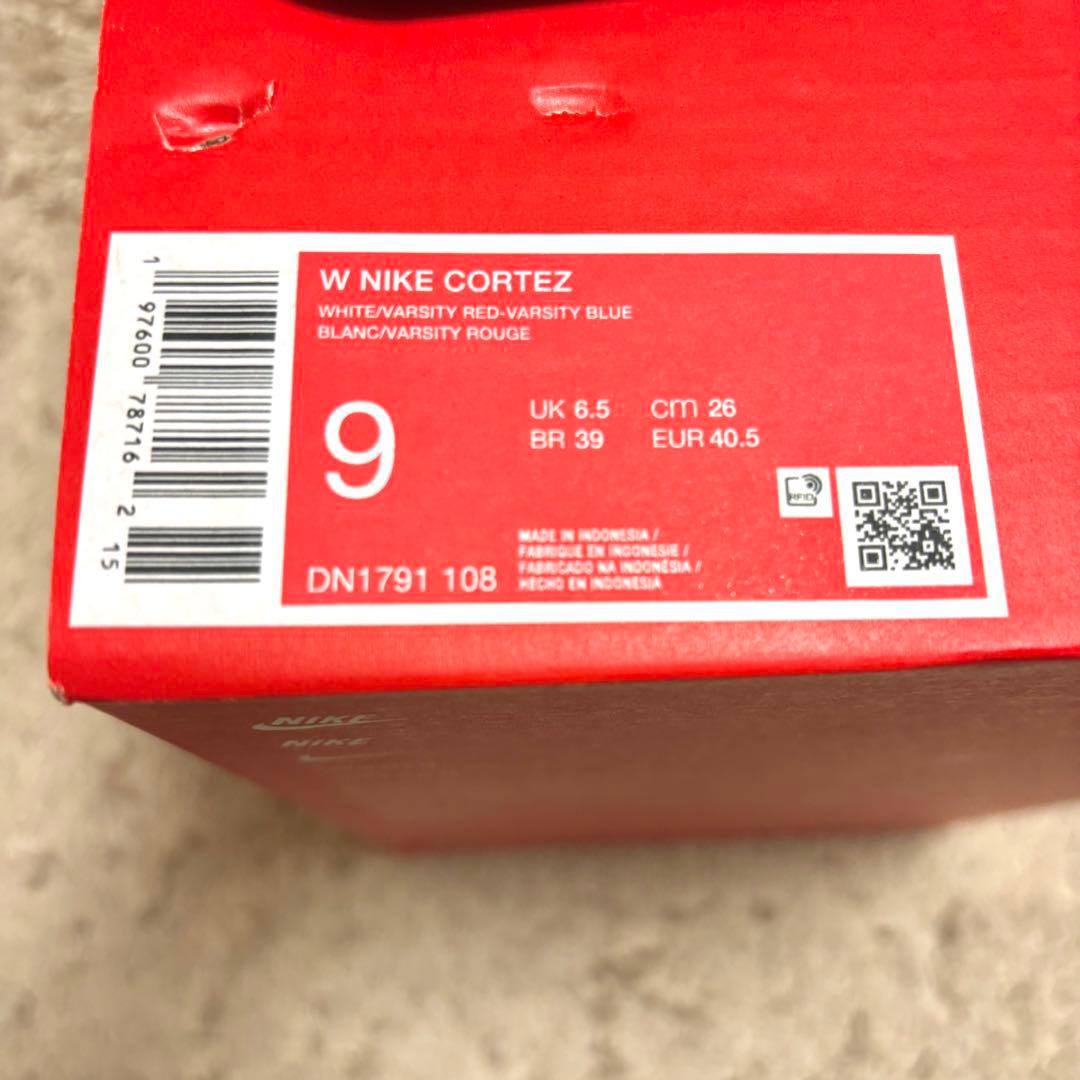 W NIKE CORTEZ
WHITE/VARSITY RED-VARSITY BLUE
BLANC/VARSITY ROUGE
9
UK 6.5 cm 26
BR 39 EUR 40.5
RFID
MADE IN INDONESIA /
FABRIQUE EN INDONESIE /
FABRICADO NA INDONÉSIA /
HECHO EN INDONESIA
DN1791 108
1 97600 78716 2 15
NIKE
NIKE